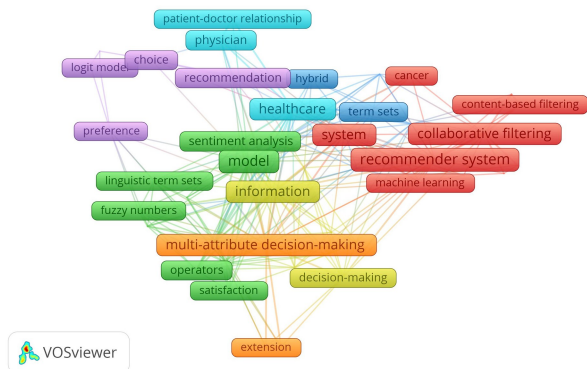 patient-doctor relationship
physician
choice
logit model
recommendation
hybrid
cancer
content-based filtering
healthcare
term sets
preference
sentiment analysis
system
collaborative filtering
model
recommender system
linguistic term sets
information
machine learning
fuzzy numbers
multi-attribute decision-making
operators
decision-making
satisfaction
extension
VOSviewer